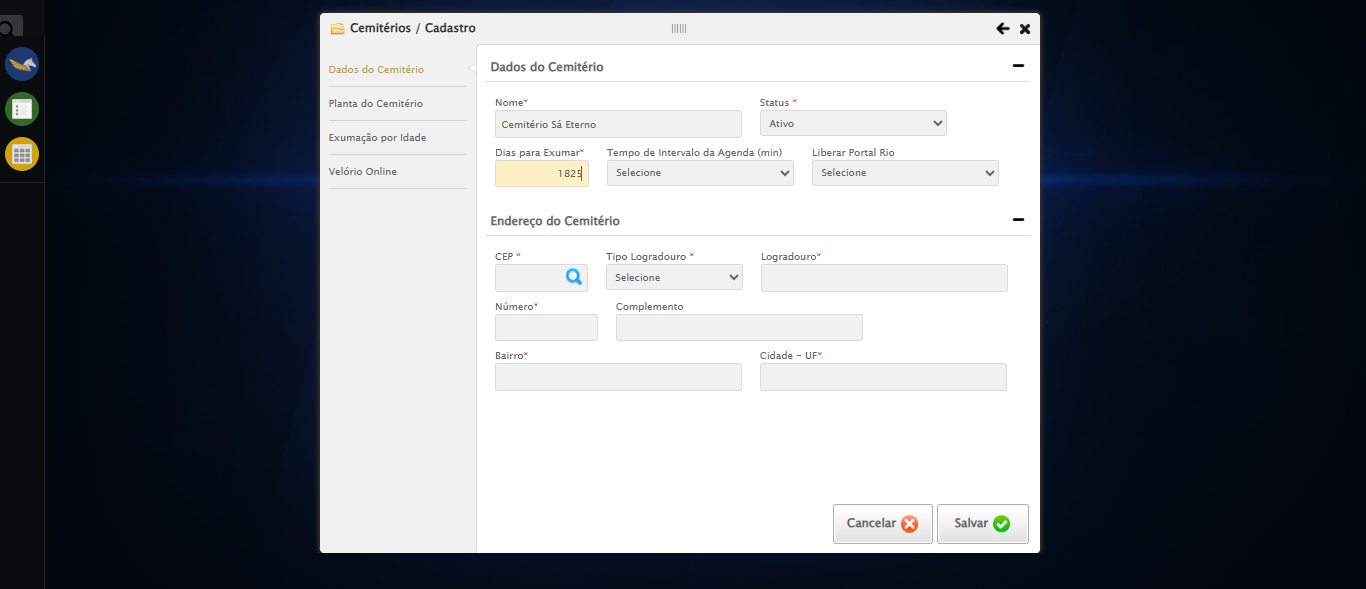 Cemitérios / Cadastro
Dados do Cemitério
Planta do Cemitério
Exumação por Idade
Velório Online
Dados do Cemitério
Nome* Status *
Cemitério Sá Eterno Ativo
Dias para Exumar* Tempo de Intervalo da Agenda (min) Liberar Portal Rio
1825 Selecione Selecione
Endereço do Cemitério
CEP * Tipo Logradouro * Logradouro*
Selecione
Número* Complemento
Bairro* Cidade - UF*
Cancelar Salvar